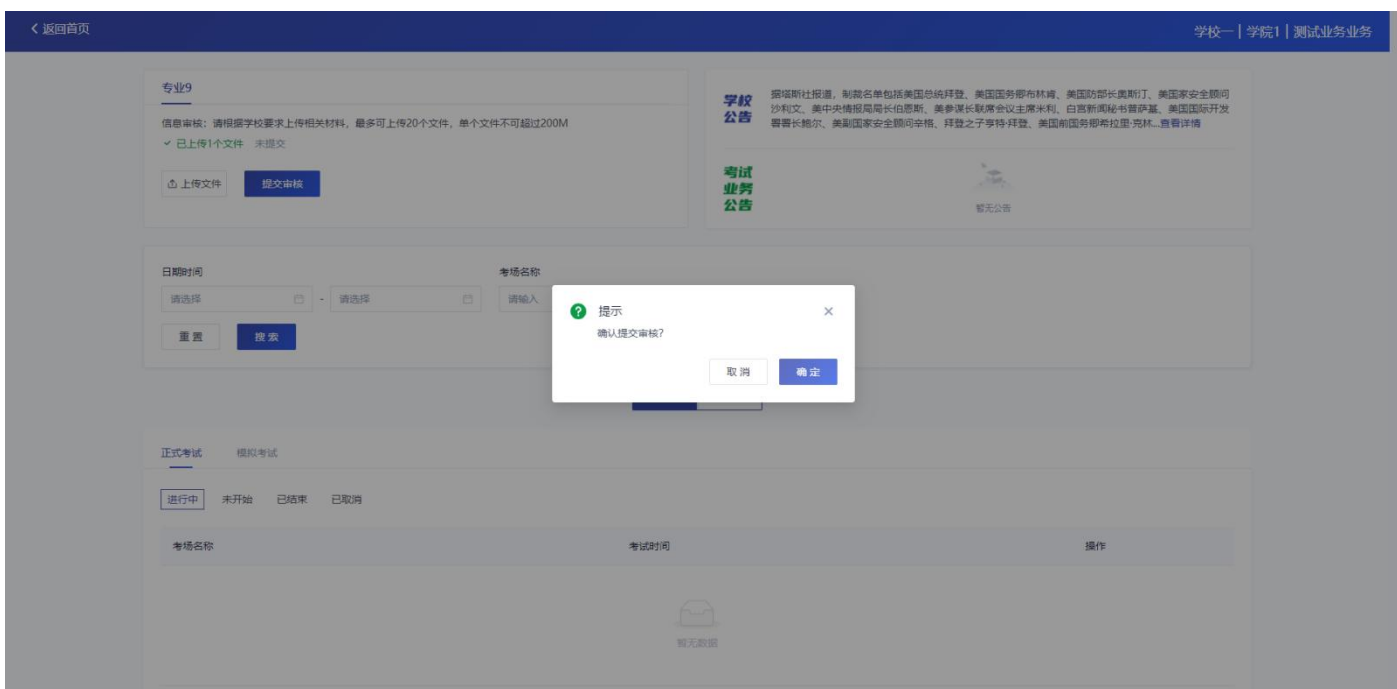 返回首页
学校一 | 学院1 | 测试业务业务
专业9
信息审核：请根据学校要求上传相关材料，最多可上传20个文件，单个文件不可超过200M
已上传1个文件 未提交
上传文件 提交审核
学校
公告
据塔斯社报道，制裁名单包括美国总统拜登、美国国务卿布林肯、美国防部长奥斯汀、美国家安全顾问
沙利文、美中央情报局局长伯恩斯、美参谋长联席会议主席米利、白宫新闻秘书普萨基、美国国际开发
署署长鲍尔、美副国家安全顾问辛格、拜登之子亨特·拜登、美国前国务卿希拉里·克林...查看详情
考试
业务
公告
暂无公告
日期时间
请选择 - 请选择
考场名称
请输入
重置 搜索
提示
确认提交审核？
取消 确定
正式考试 模拟考试
进行中 未开始 已结束 已取消
考场名称 考试时间 操作
暂无数据